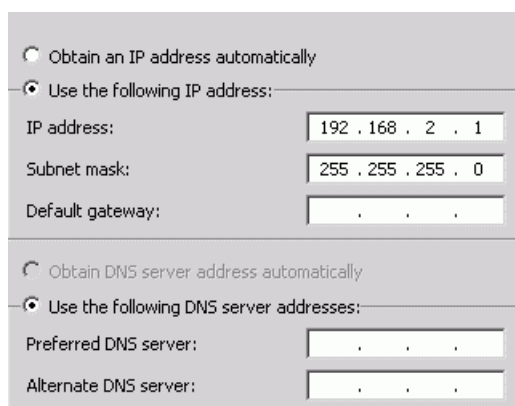 Obtain an IP address automatically
Use the following IP address:
IP address: 192 . 168 . 2 . 1
Subnet mask: 255 . 255 . 255 . 0
Default gateway: . . .
Obtain DNS server address automatically
Use the following DNS server addresses:
Preferred DNS server: . . .
Alternate DNS server: . . .